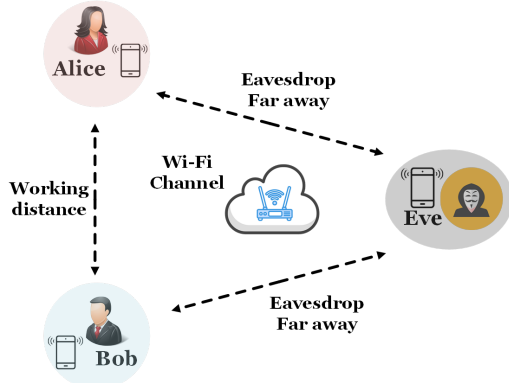 Alice
Eavesdrop
Far away
Wi-Fi
Channel
Working
distance
Eve
Eavesdrop
Far away
Bob